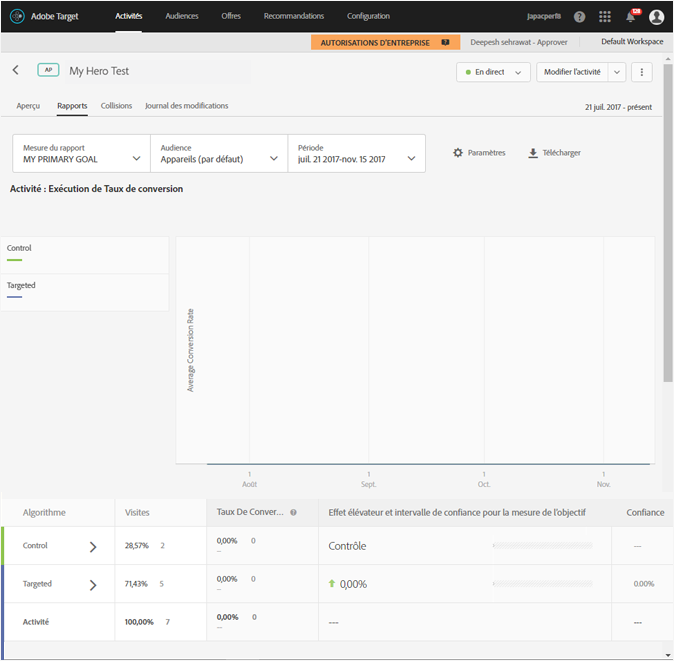 Adobe Target
Activités
Audiences
Offres
Recommandations
Configuration
japacperf8
?
128
AUTORISATIONS D'ENTREPRISE
Deepesh sehrawat - Approver
Default Workspace
AP
My Hero Test
En direct
Modifier l'activité
Aperçu
Rapports
Collisions
Journal des modifications
21 juil. 2017 - présent
Mesure du rapport
MY PRIMARY GOAL
Audience
Appareils (par défaut)
Période
juil. 21 2017-nov. 15 2017
Paramètres
Télécharger
Activité : Exécution de Taux de conversion
Control
Targeted
Average Conversion Rate
1
Août
1
Sept.
1
Oct.
1
Nov.
Algorithme
Visites
Taux De Conver...
?
Effet élévateur et intervalle de confiance pour la mesure de l'objectif
Confiance
Control
28,57% 2
0,00% 0
--
Contrôle
---
Targeted
71,43% 5
0,00% 0
--
0,00%
0.00%
Activité
100,00% 7
0,00% 0
--
---
---